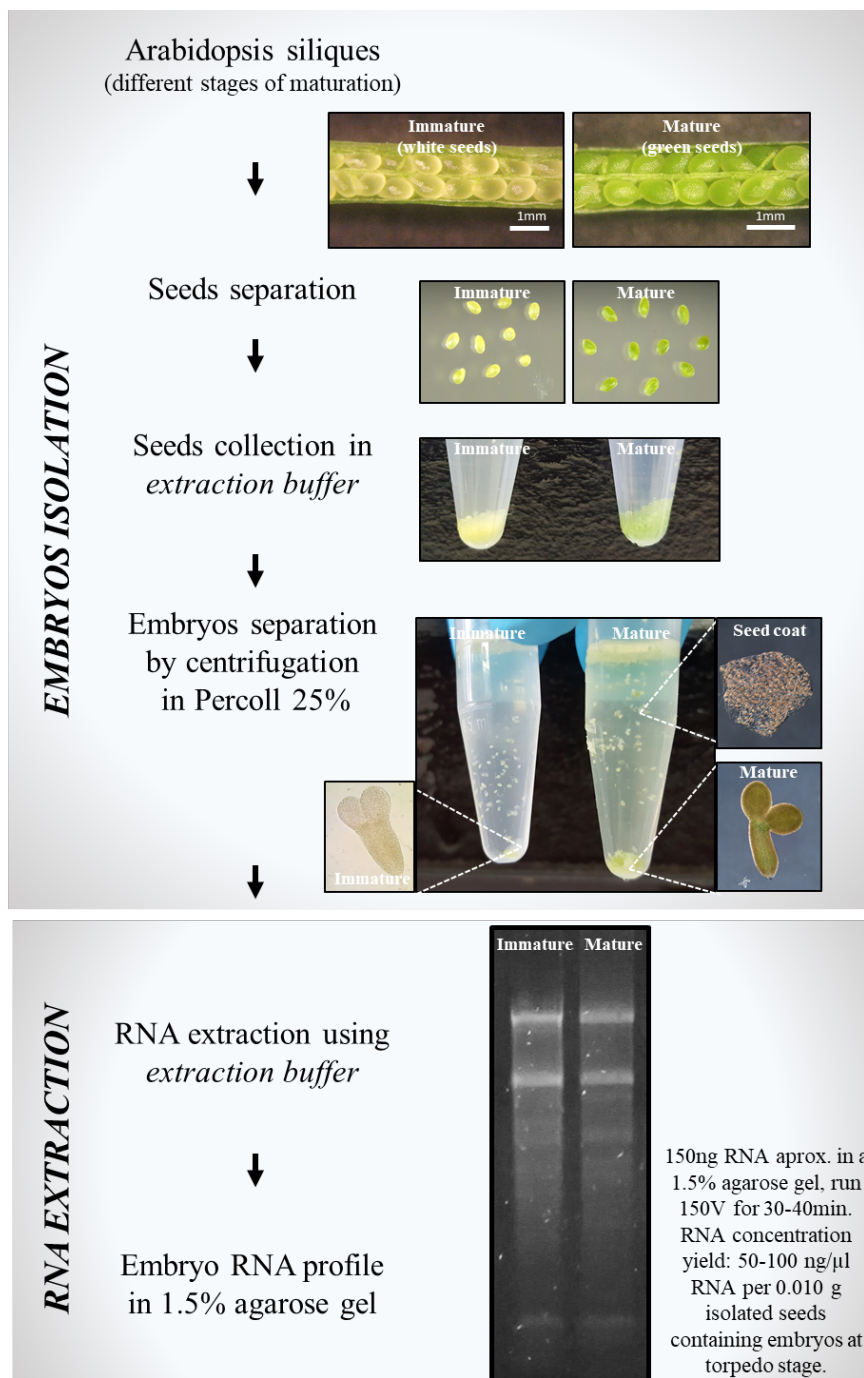 Arabidopsis siliques
(different stages of maturation)
Immature
(white seeds)
1mm
Mature
(green seeds)
1mm
Seeds separation
Immature
Mature
EMBRYOS ISOLATION
Seeds collection in
extraction buffer
Immature
Mature
Embryos separation
by centrifugation
in Percoll 25%
Immature
Mature
Seed coat
Mature
Immature
RNA EXTRACTION
Immature
Mature
RNA extraction using
extraction buffer
Embryo RNA profile
in 1.5% agarose gel
150ng RNA aprox. in a
1.5% agarose gel, run
150V for 30-40min.
RNA concentration
yield: 50-100 ng/µl
RNA per 0.010 g
isolated seeds
containing embryos at
torpedo stage.